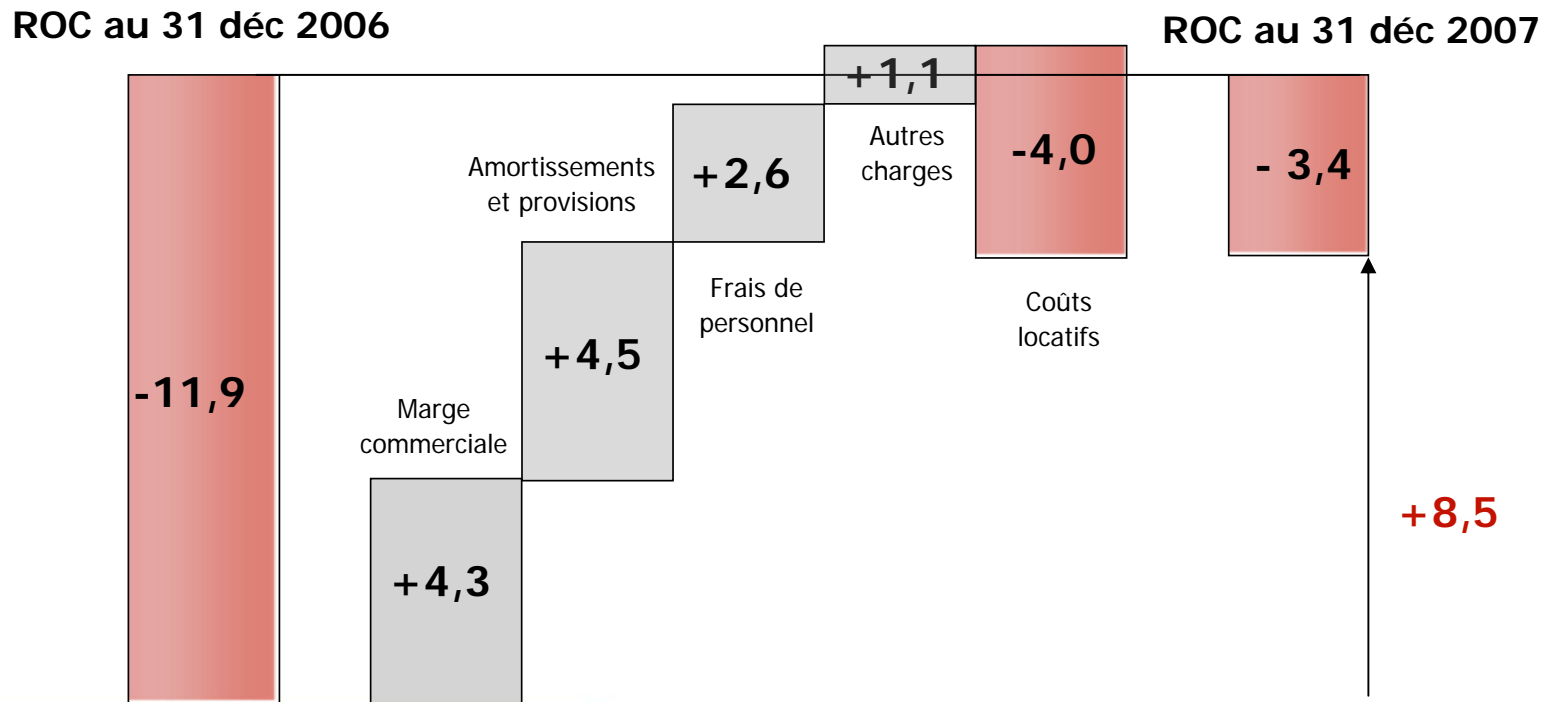 ROC au 31 déc 2006
ROC au 31 déc 2007
-11,9
Marge
commerciale
+4,3
Amortissements
et provisions
+4,5
+2,6
Frais de
personnel
+1,1
Autres
charges
-4,0
Coûts
locatifs
- 3,4
+8,5